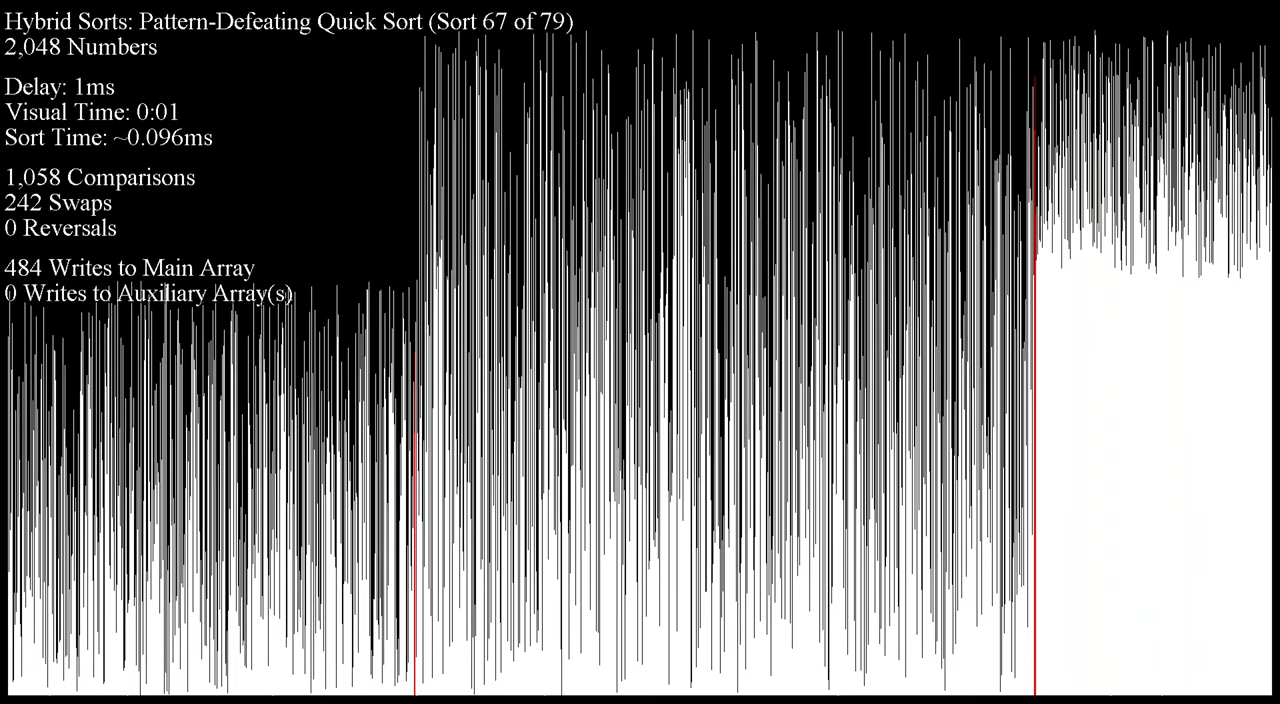 Hybrid Sorts: Pattern-Defeating Quick Sort (Sort 67 of 79)
2,048 Numbers
Delay: 1ms
Visual Time: 0:01
Sort Time: ~0.096ms
1,058 Comparisons
242 Swaps
0 Reversals
484 Writes to Main Array
0 Writes to Auxiliary Array(s)